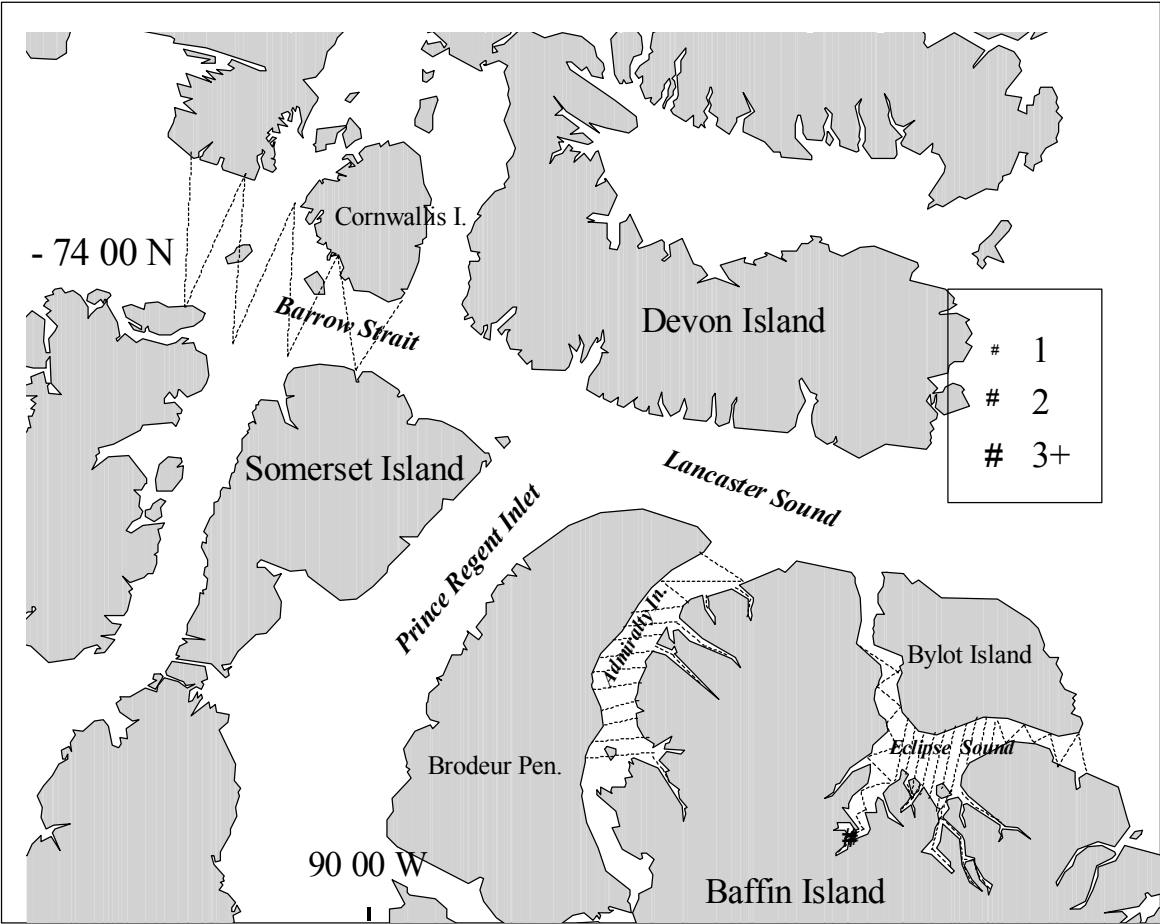 Cornwallis I.
- 74 00 N
Barrow Strait
Devon Island
# 1
# 2
# 3+
Somerset Island
Lancaster Sound
Prince Regent Inlet
Admiralty In.
Bylot Island
Eclipse Sound
Brodeur Pen.
#
90 00 W
Baffin Island